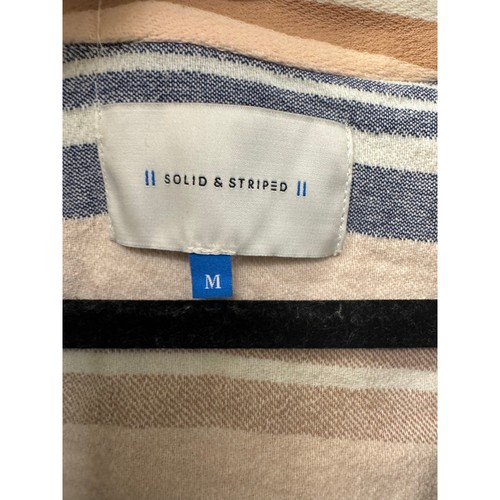 || SOLID & STRIPED ||
M